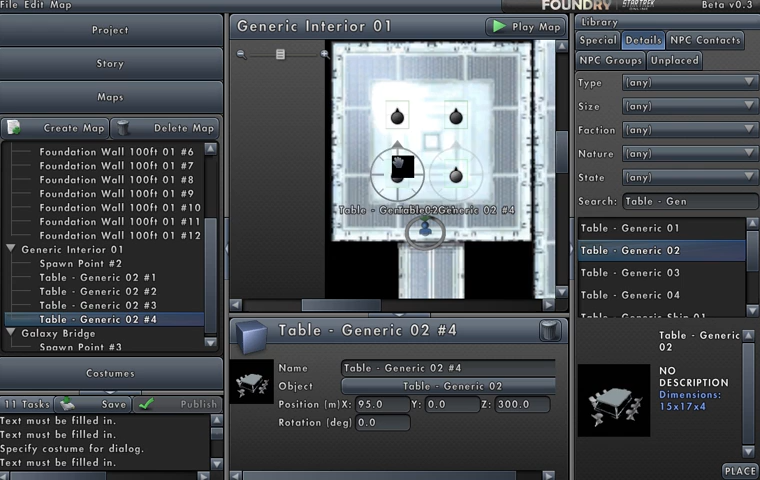 File Edit Map
FOUNDRY
STAR TREK
Beta v0.3
Project
Story
Maps
Create Map
Delete Map
Foundation Wall 100ft 01 #6
Foundation Wall 100ft 01 #7
Foundation Wall 100ft 01 #8
Foundation Wall 100ft 01 #9
Foundation Wall 100ft 01 #10
Foundation Wall 100ft 01 #11
Foundation Wall 100ft 01 #12
Generic Interior 01
Spawn Point #2
Table - Generic 02 #1
Table - Generic 02 #2
Table - Generic 02 #3
Table - Generic 02 #4
Galaxy Bridge
Spawn Point #3
Costumes
11 Tasks
Save
Publish
Text must be filled in.
Text must be filled in.
Specify costume for dialog.
Text must be filled in.
Generic Interior 01
Play Map
02 #4
Table - Generic 02 #4
Name
Table - Generic 02 #4
Object
Table - Generic 02
Position (m)X: 95.0 Y: 0.0 Z: 300.0
Rotation (deg) 0.0
Library
Special
Details
NPC Contacts
NPC Groups
Unplaced
Type (any)
Size (any)
Faction (any)
Nature (any)
State (any)
Search: Table - Gen
Table - Generic 01
Table - Generic 02
Table - Generic 03
Table - Generic 04
Table - Generic Ship 01
Table - Generic
02
NO
DESCRIPTION
Dimensions:
15x17x4
PLACE